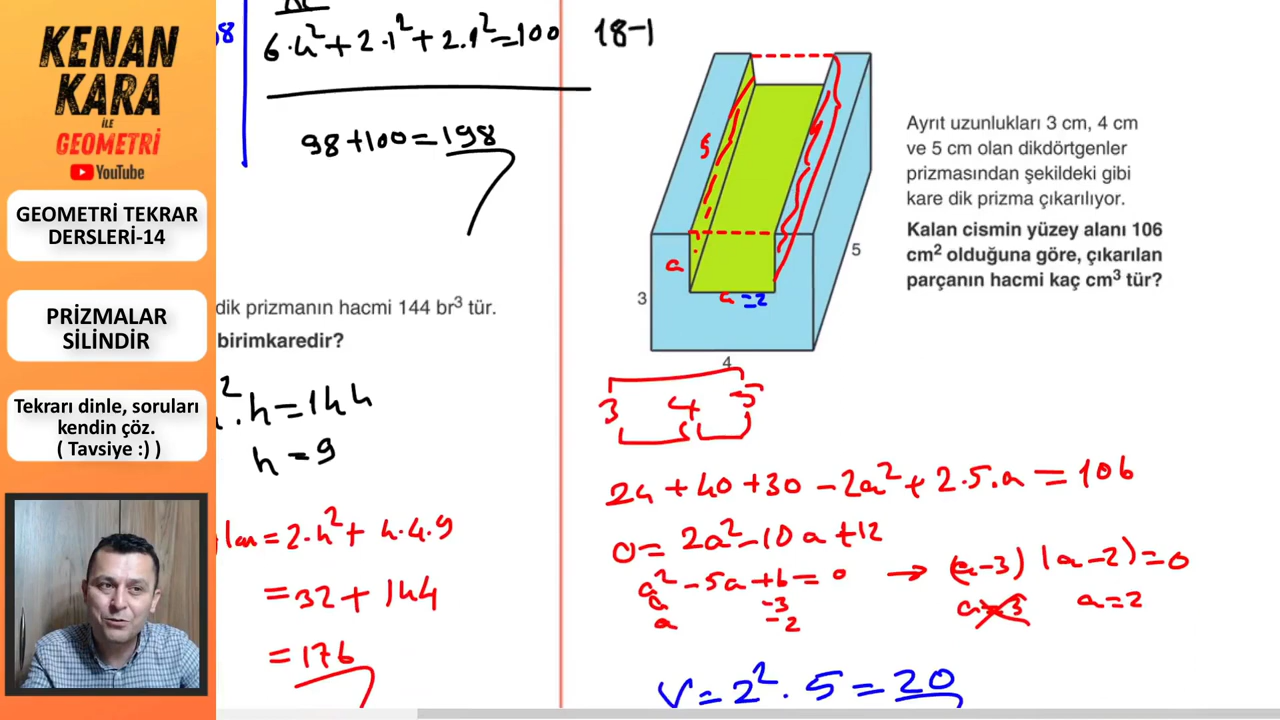 KENAN
KARA
İLE
GEOMETRİ
YouTube
GEOMETRİ TEKRAR
DERSLERİ-14
PRİZMALAR
SİLİNDİR
Tekrarı dinle, soruları
kendin çöz.
( Tavsiye :) )
6·4²+2·1²+2·1²=100
98+100=198
dik prizmanın hacmi 144 br³ tür.
birimkaredir?
².h=144
h=9
=2·4²+4·4·9
=32+144
=176
18-1
5
a
a =2
3
4
5
Ayrıt uzunlukları 3 cm, 4 cm
ve 5 cm olan dikdörtgenler
prizmasından şekildeki gibi
kare dik prizma çıkarılıyor.
Kalan cismin yüzey alanı 106
cm² olduğuna göre, çıkarılan
parçanın hacmi kaç cm³ tür?
3 4 5
24+40+30-2a²+2.5.a=106
0=2a²-10a+12
a²-5a+6=0 → (a-3)(a-2)=0
a -3 a=3 a=2
a -2
V=2².5=20